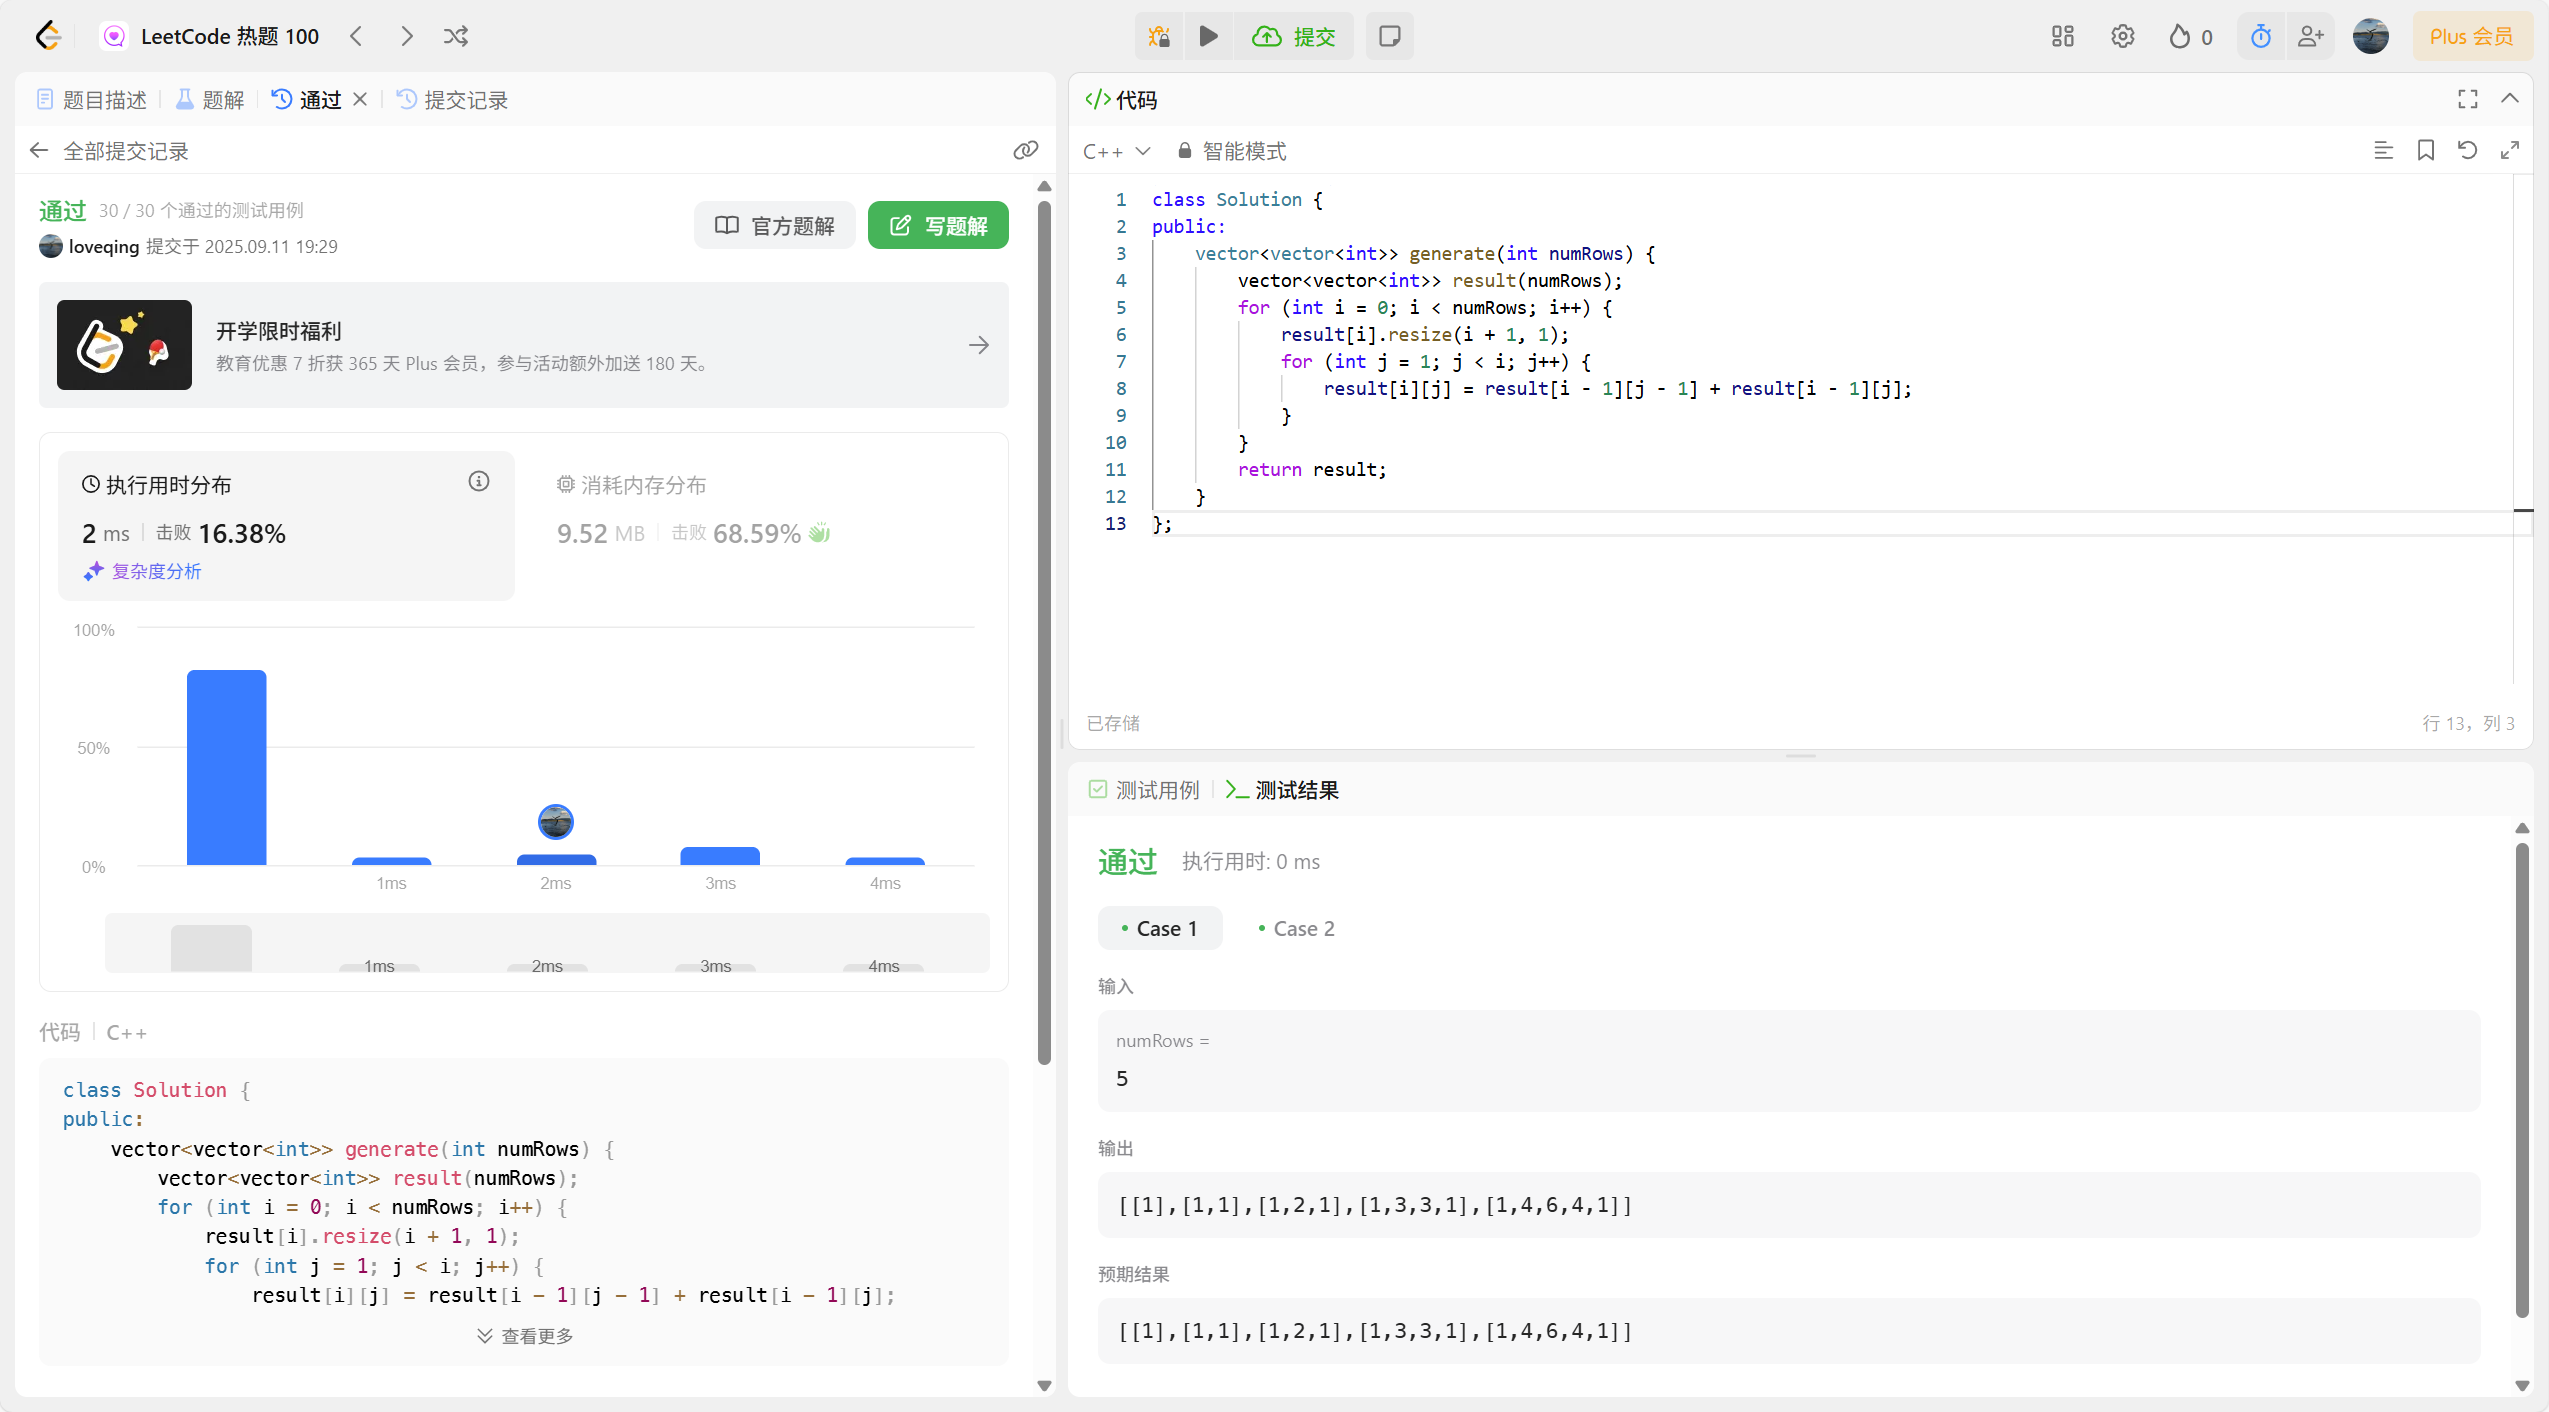 LeetCode 热题 100
提交
0
Plus 会员
题目描述 题解 通过 提交记录
全部提交记录
通过 30 / 30 个通过的测试用例
loveqing 提交于 2025.09.11 19:29
官方题解
写题解
开学限时福利
教育优惠 7 折获 365 天 Plus 会员，参与活动额外加送 180 天。
执行用时分布
2 ms 击败 16.38%
复杂度分析
消耗内存分布
9.52 MB 击败 68.59%
100%
50%
0%
1ms 2ms 3ms 4ms
1ms 2ms 3ms 4ms
代码 C++
class Solution {
public:
    vector<vector<int>> generate(int numRows) {
        vector<vector<int>> result(numRows);
        for (int i = 0; i < numRows; i++) {
            result[i].resize(i + 1, 1);
            for (int j = 1; j < i; j++) {
                result[i][j] = result[i - 1][j - 1] + result[i - 1][j];
查看更多
代码
C++ 智能模式
1 class Solution {
2 public:
3     vector<vector<int>> generate(int numRows) {
4         vector<vector<int>> result(numRows);
5         for (int i = 0; i < numRows; i++) {
6             result[i].resize(i + 1, 1);
7             for (int j = 1; j < i; j++) {
8                 result[i][j] = result[i - 1][j - 1] + result[i - 1][j];
9             }
10         }
11         return result;
12     }
13 };
已存储
行 13，列 3
测试用例 测试结果
通过 执行用时: 0 ms
Case 1 Case 2
输入
numRows =
5
输出
[[1],[1,1],[1,2,1],[1,3,3,1],[1,4,6,4,1]]
预期结果
[[1],[1,1],[1,2,1],[1,3,3,1],[1,4,6,4,1]]